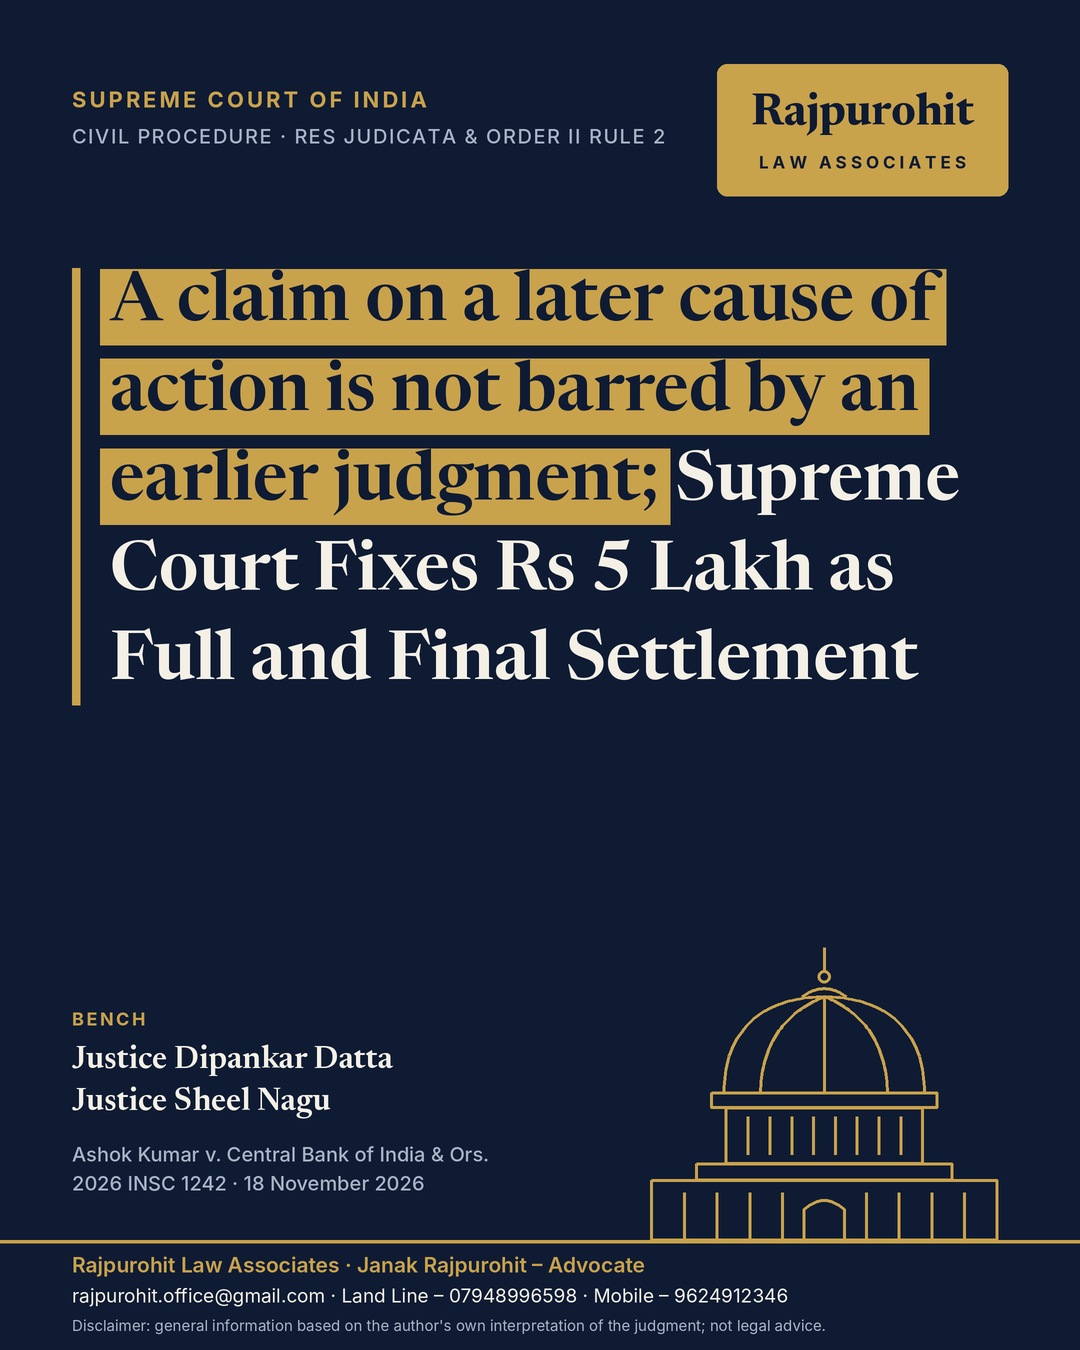 SUPREME COURT OF INDIA
CIVIL PROCEDURE · RES JUDICATA & ORDER II RULE 2
Rajpurohit
LAW ASSOCIATES
A claim on a later cause of
action is not barred by an
earlier judgment; Supreme
Court Fixes Rs 5 Lakh as
Full and Final Settlement
BENCH
Justice Dipankar Datta
Justice Sheel Nagu
Ashok Kumar v. Central Bank of India & Ors.
2026 INSC 1242 · 18 November 2026
Rajpurohit Law Associates · Janak Rajpurohit – Advocate
rajpurohit.office@gmail.com · Land Line – 07948996598 · Mobile – 9624912346
Disclaimer: general information based on the author's own interpretation of the judgment; not legal advice.